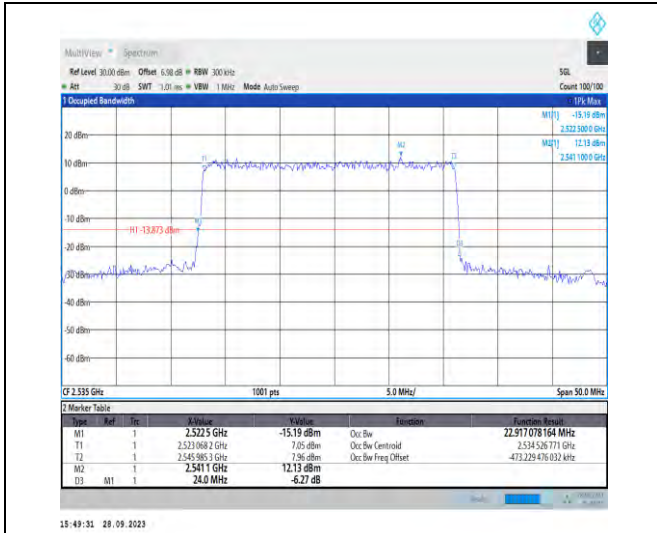 MultiView Spectrum
Ref Level 30.00 dBm Offset 6.98 dB RBW 300 kHz SGL
Att 30 dB SWT 1.01 ms VBW 1 MHz Mode Auto Sweep Count 100/100
1 Occupied Bandwidth 1Pk Max
M1[1] -15.19 dBm
2.522 500 0 GHz
M2[1] 12.13 dBm
2.541 100 0 GHz
20 dBm
M2
T1 T2
10 dBm
0 dBm
-10 dBm
M1
H1 -13.873 dBm
D3
-20 dBm
-30 dBm
-40 dBm
-50 dBm
-60 dBm
CF 2.535 GHz 1001 pts 5.0 MHz/ Span 50.0 MHz
2 Marker Table
Type Ref Trc X-Value Y-Value Function Function Result
M1 1 2.5225 GHz -15.19 dBm Occ Bw 22.917 078 164 MHz
T1 1 2.523 068 2 GHz 7.05 dBm Occ Bw Centroid 2.534 526 771 GHz
T2 1 2.545 985 3 GHz 7.96 dBm Occ Bw Freq Offset -473.229 476 032 kHz
M2 1 2.5411 GHz 12.13 dBm
D3 M1 1 24.0 MHz -6.27 dB
15:49:31 28.09.2023